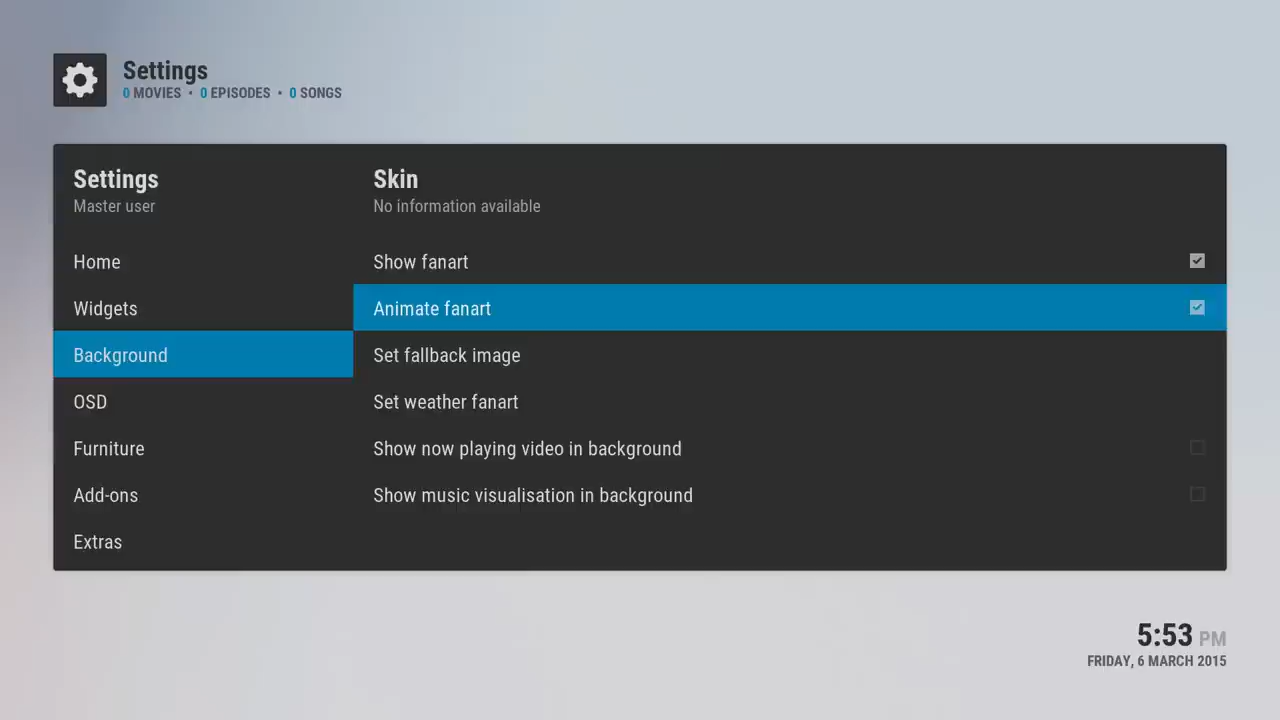 Settings
0 MOVIES • 0 EPISODES • 0 SONGS
Settings
Master user
Home
Widgets
Background
OSD
Furniture
Add-ons
Extras
Skin
No information available
Show fanart
Animate fanart
Set fallback image
Set weather fanart
Show now playing video in background
Show music visualisation in background
5:53 PM
FRIDAY, 6 MARCH 2015